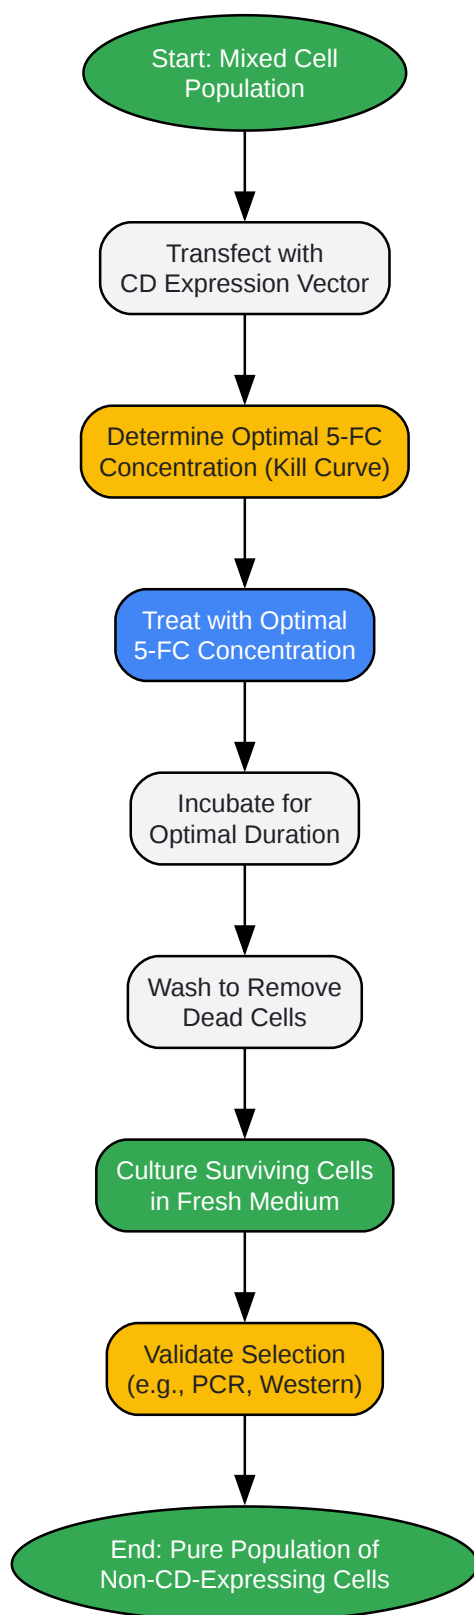 Start: Mixed Cell
Population
Transfect with
CD Expression Vector
Determine Optimal 5-FC
Concentration (Kill Curve)
Treat with Optimal
5-FC Concentration
Incubate for
Optimal Duration
Wash to Remove
Dead Cells
Culture Surviving Cells
in Fresh Medium
Validate Selection
(e.g., PCR, Western)
End: Pure Population of
Non-CD-Expressing Cells